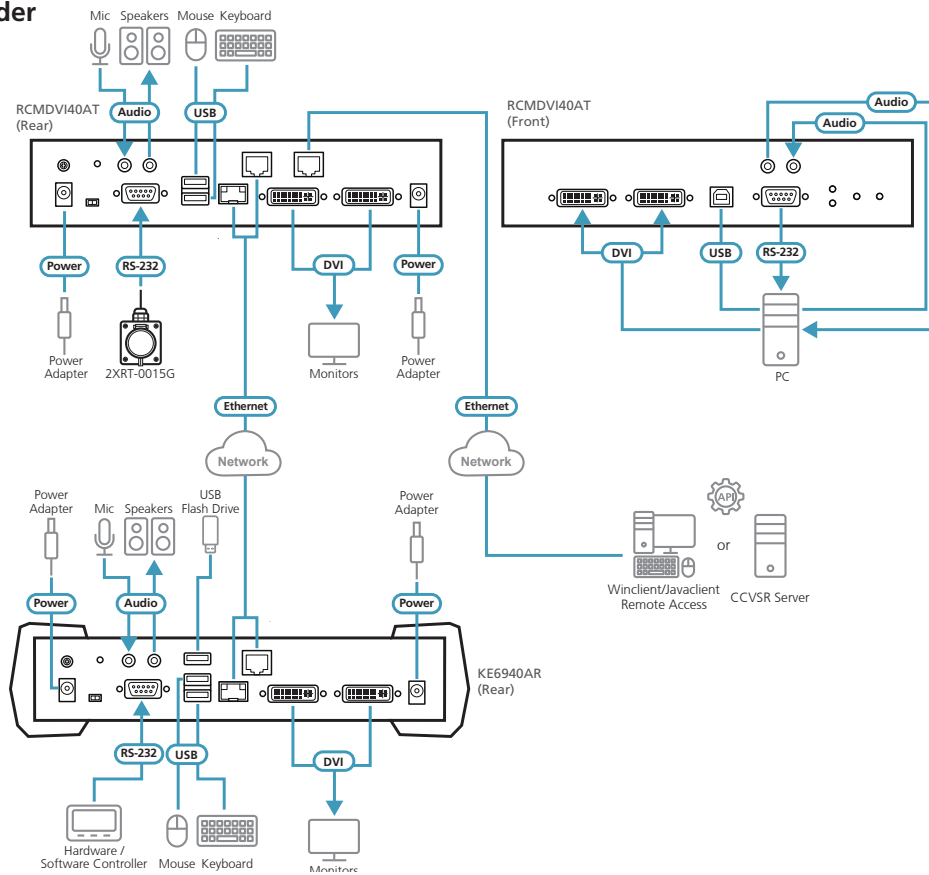 der
Mic Speakers Mouse Keyboard
RCMDVI40AT
(Rear)
Audio
USB
RCMDVI40AT
(Front)
Audio
Audio
Power
RS-232
DVI
Power
DVI
USB
RS-232
Power
Adapter
2XRT-0015G
Monitors
Power
Adapter
PC
Ethernet
Ethernet
Network
Network
Power
Adapter
Mic Speakers
USB
Flash Drive
Power
Adapter
API
or
Winclient/Javaclient
Remote Access
CCVSR Server
Power
Audio
Power
KE6940AR
(Rear)
RS-232
USB
DVI
Hardware /
Software Controller
Mouse Keyboard
Monitors